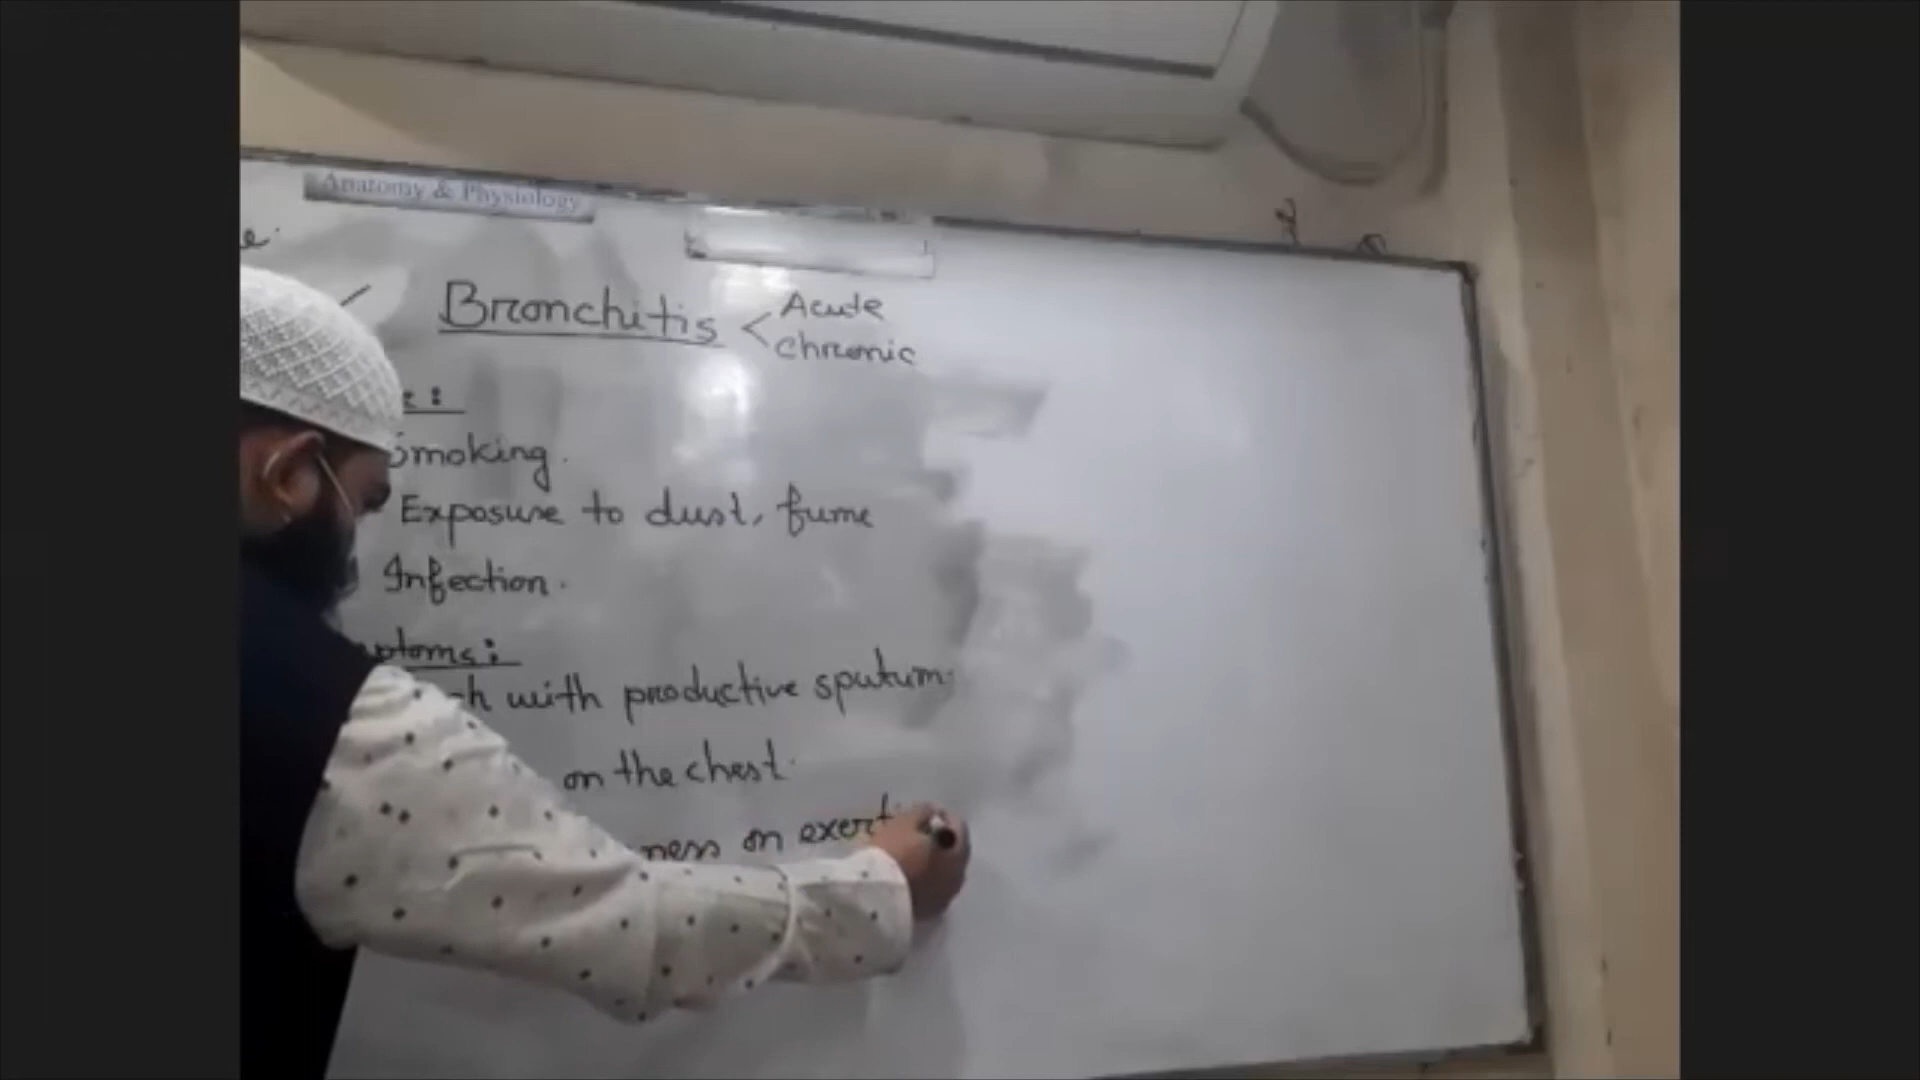 Anatomy & Physiology
Bronchitis < Acute
Chronic
:
Smoking.
Exposure to dust, fume
Infection.
ptoms:
with productive sputum.
on the chest.
ness on exert